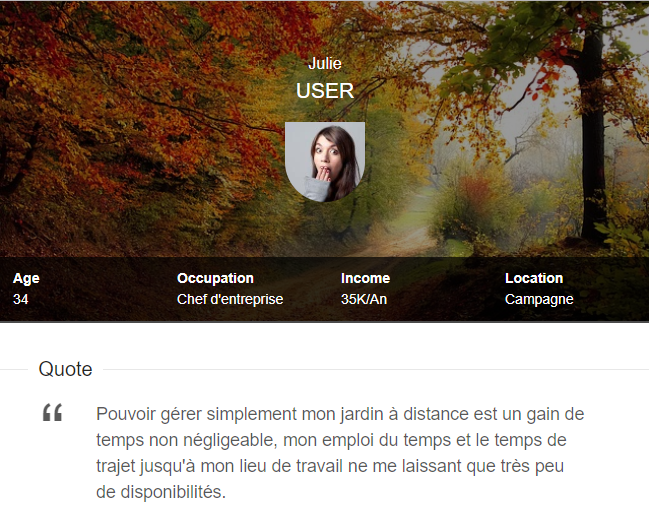 Julie
USER
Age
34
Occupation
Chef d'entreprise
Income
35K/An
Location
Campagne
Quote
“
Pouvoir gérer simplement mon jardin à distance est un gain de
temps non négligeable, mon emploi du temps et le temps de
trajet jusqu'à mon lieu de travail ne me laissant que très peu
de disponibilités.